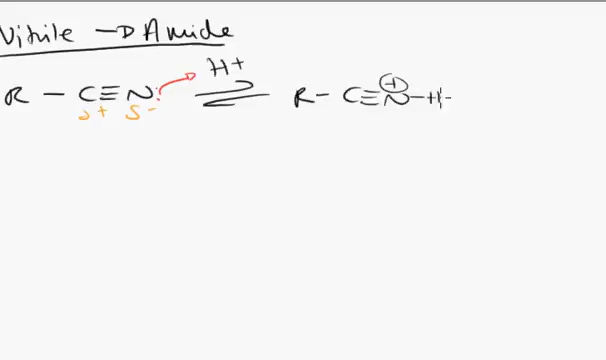 Nitrile → Amide
R — C≡N: H+ ⇌ R — C≡N⊕—H
δ+ δ-